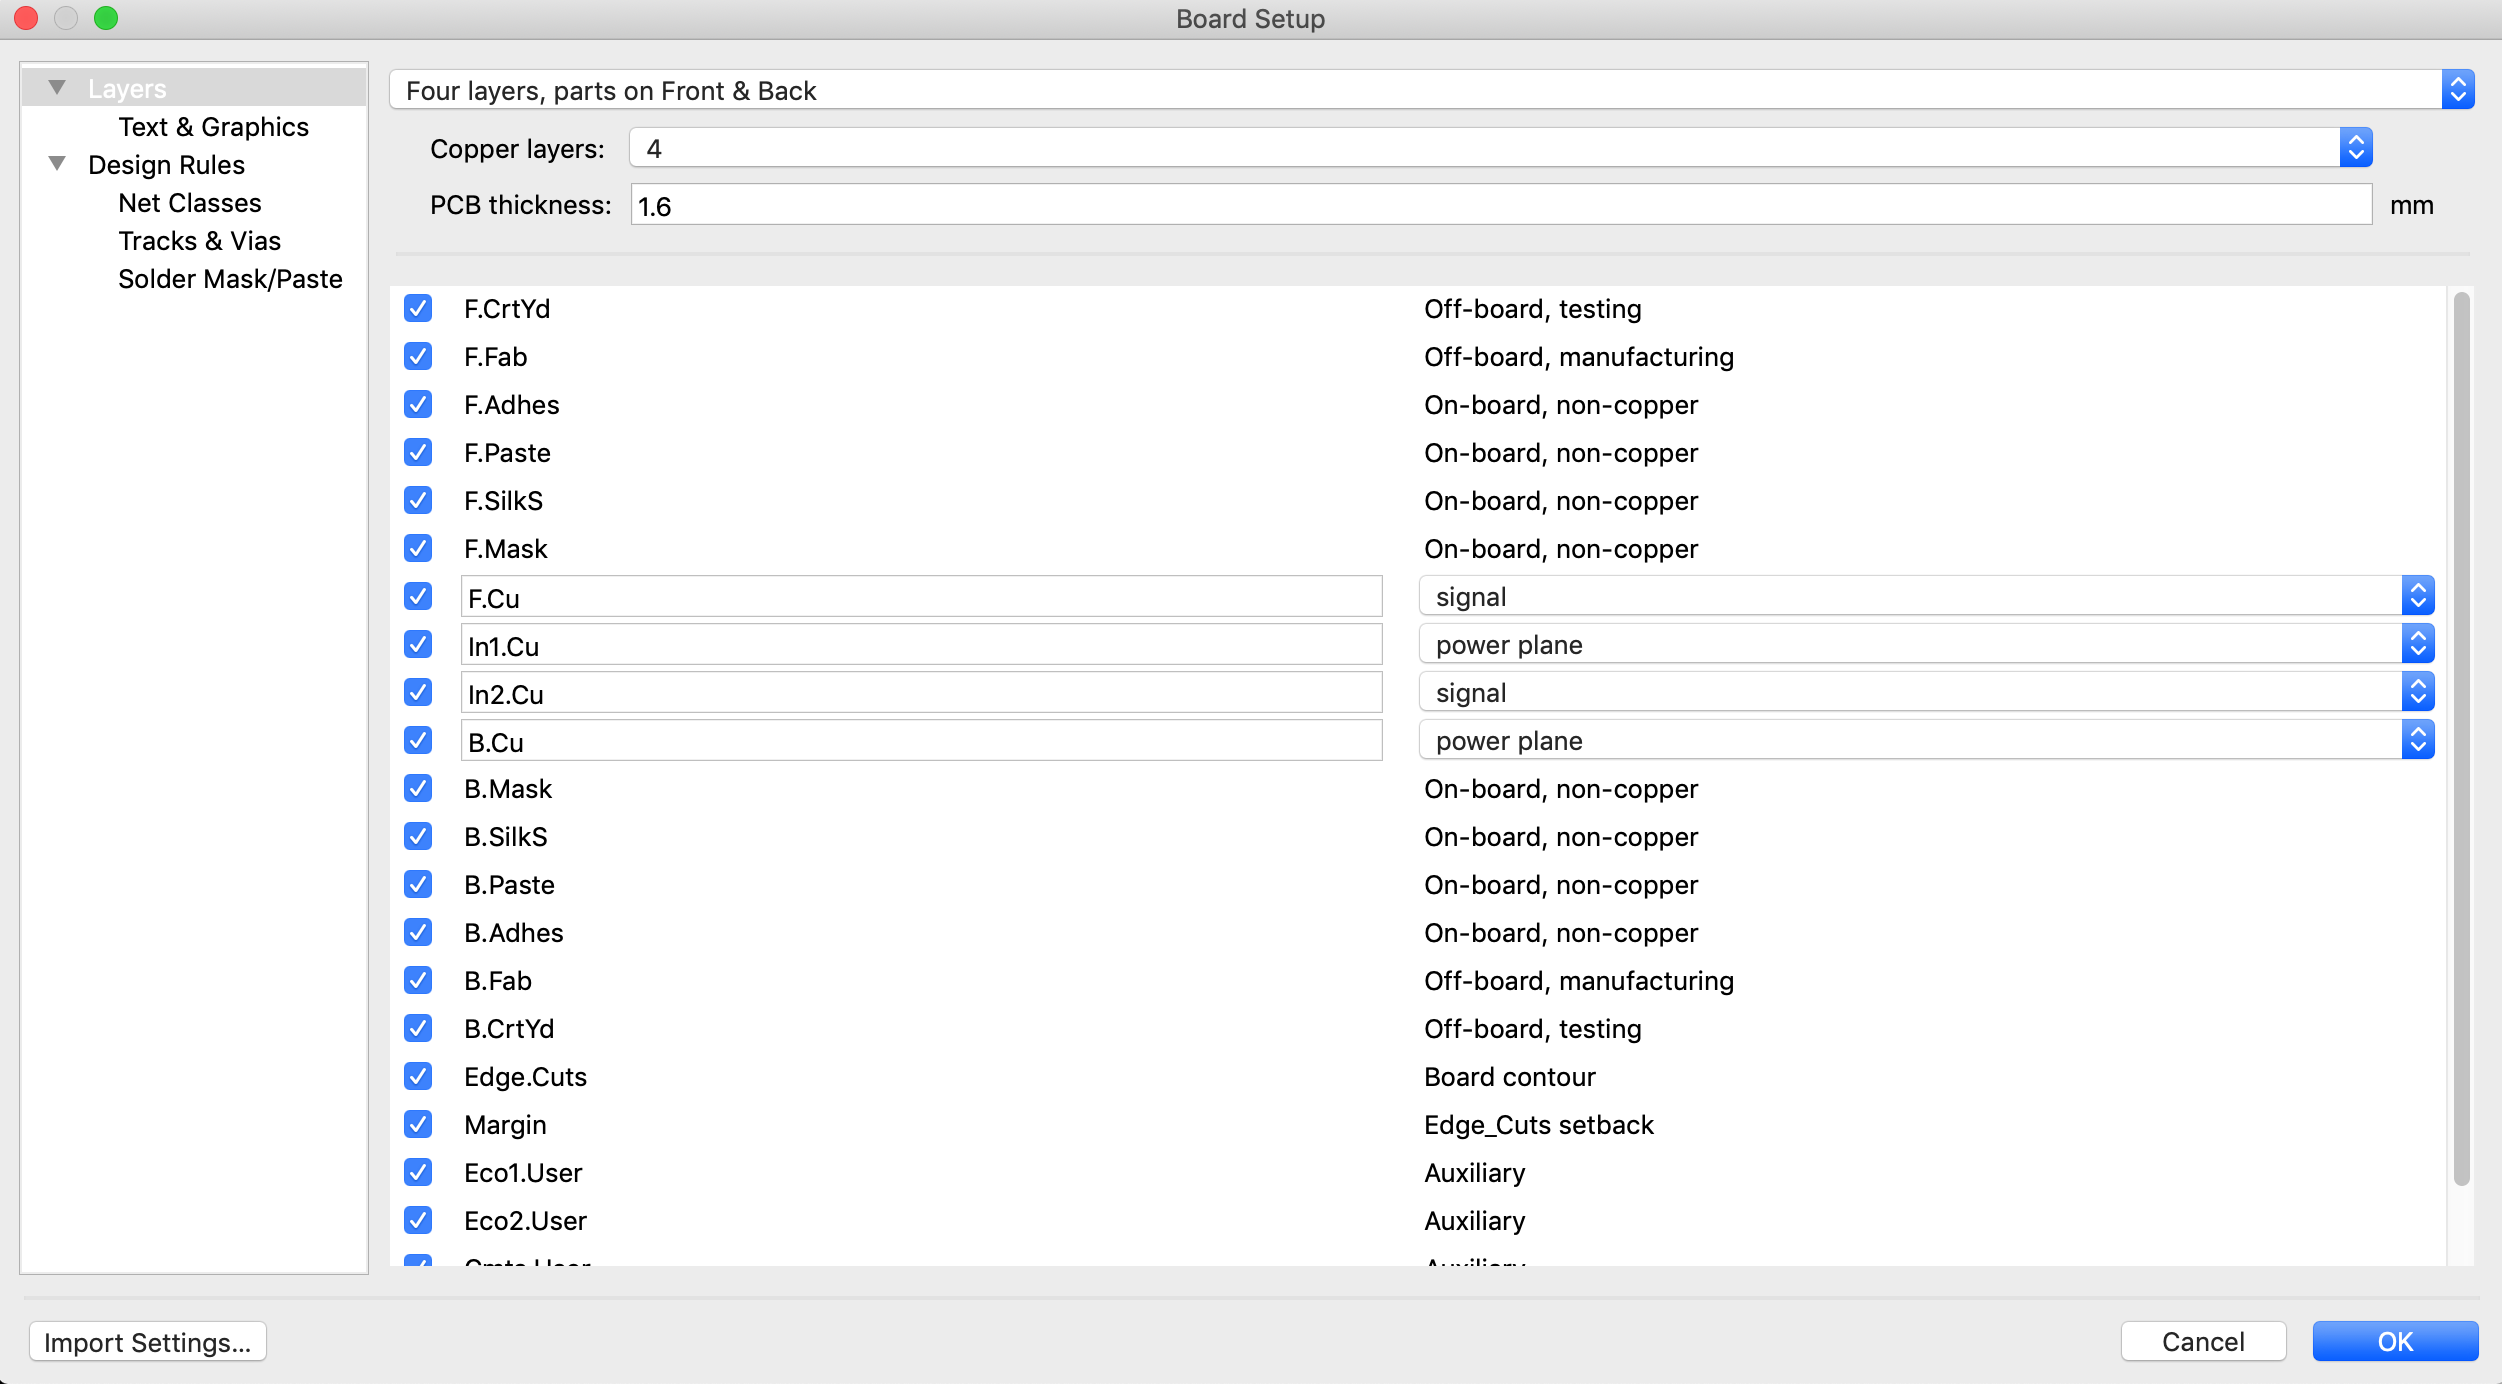 Board Setup
Layers
Text & Graphics
Design Rules
Net Classes
Tracks & Vias
Solder Mask/Paste
Four layers, parts on Front & Back
Copper layers: 4
PCB thickness: 1.6 mm
F.CrtYd Off-board, testing
F.Fab Off-board, manufacturing
F.Adhes On-board, non-copper
F.Paste On-board, non-copper
F.SilkS On-board, non-copper
F.Mask On-board, non-copper
F.Cu signal
In1.Cu power plane
In2.Cu signal
B.Cu power plane
B.Mask On-board, non-copper
B.SilkS On-board, non-copper
B.Paste On-board, non-copper
B.Adhes On-board, non-copper
B.Fab Off-board, manufacturing
B.CrtYd Off-board, testing
Edge.Cuts Board contour
Margin Edge_Cuts setback
Eco1.User Auxiliary
Eco2.User Auxiliary
Cmts.User Auxiliary
Import Settings...
Cancel
OK